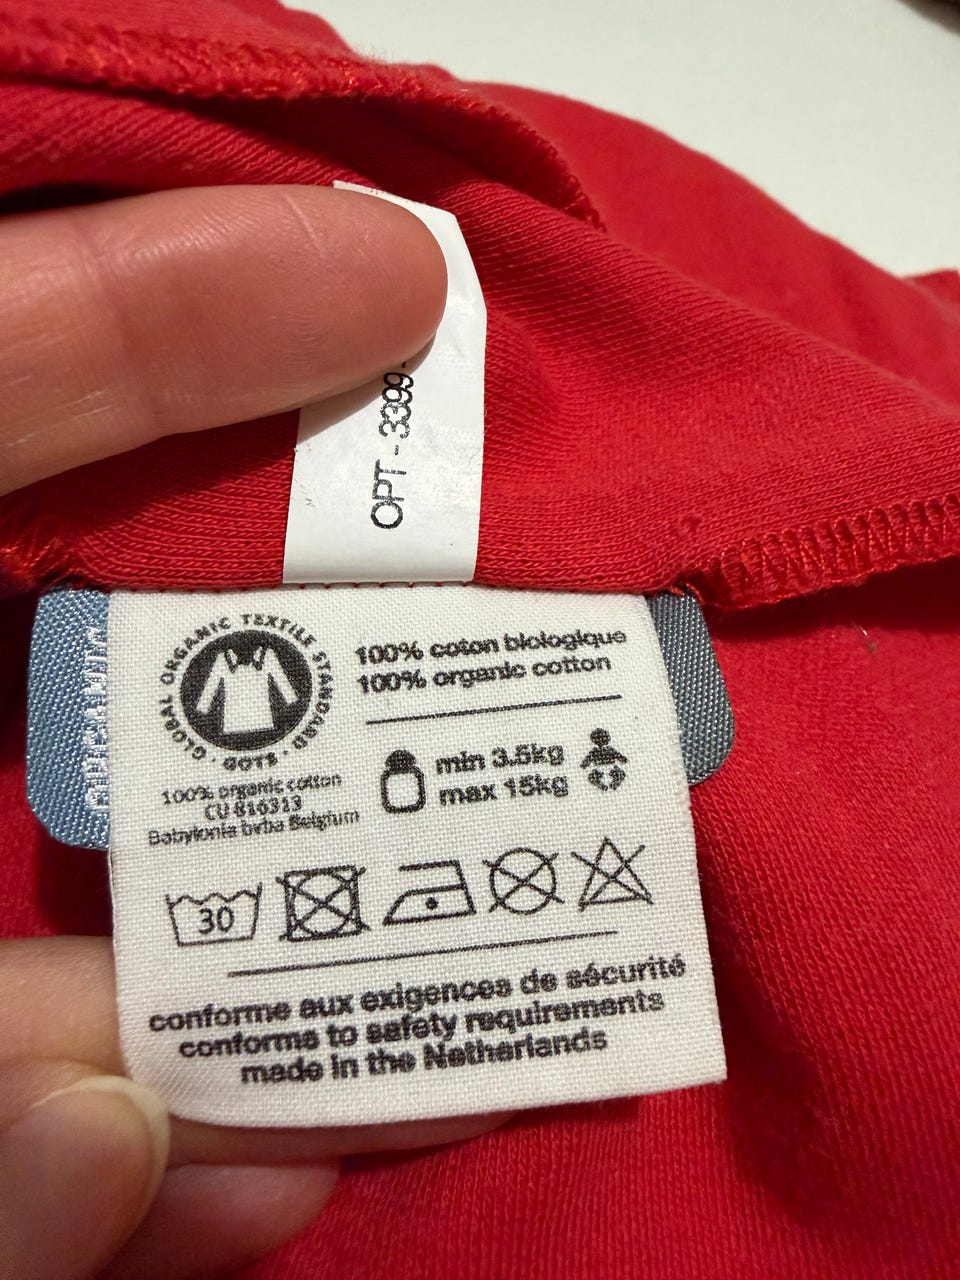 OPT - 3399
ORGANIC
GLOBAL ORGANIC TEXTILE STANDARD · GOTS ·
100% organic cotton
CU 816313
Babylonia bvba Belgium
100% coton biologique
100% organic cotton
min 3.5kg
max 15kg
30
conforme aux exigences de sécurité
conforms to safety requirements
made in the Netherlands